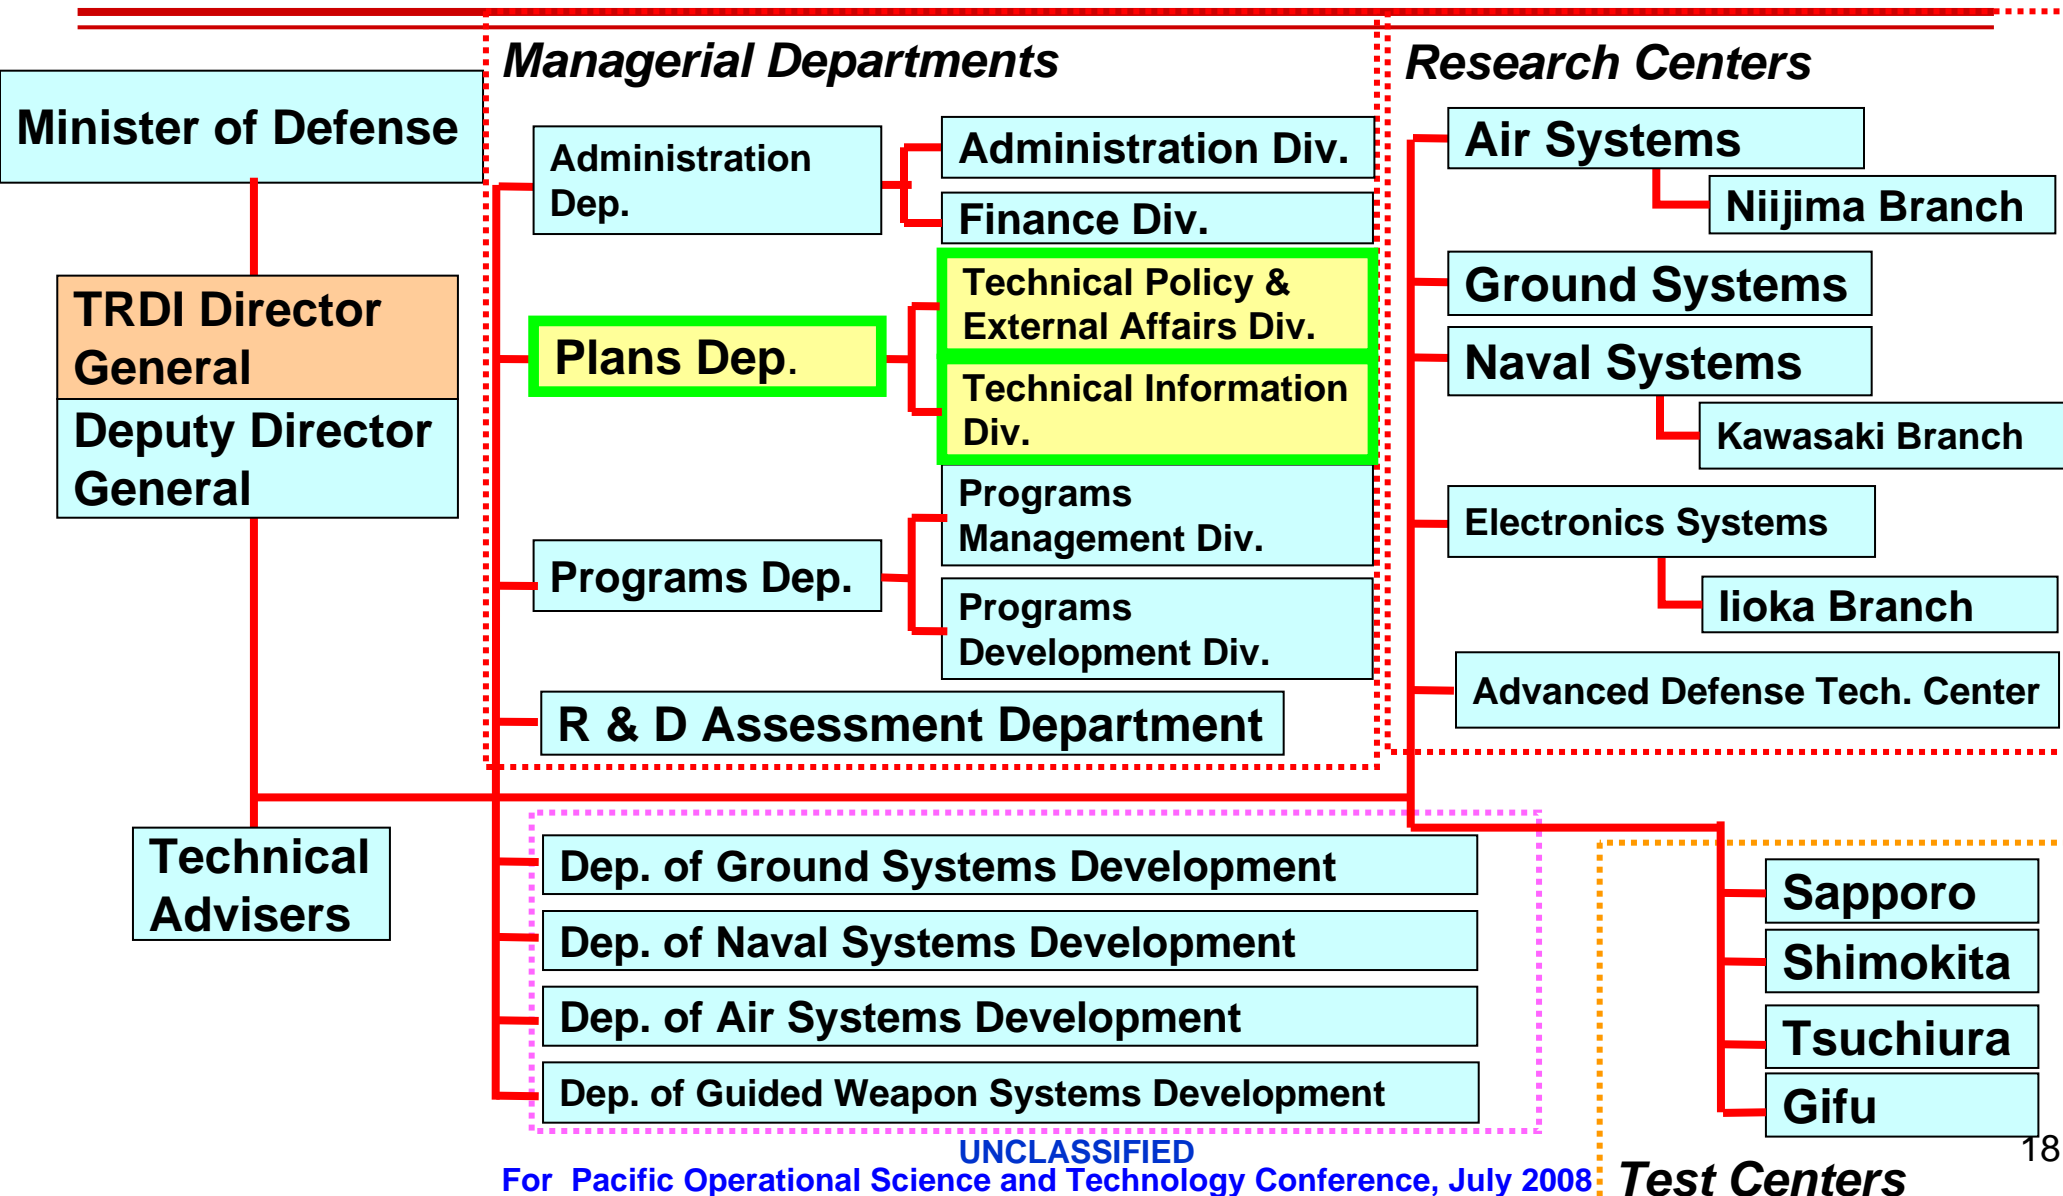 Managerial Departments
Research Centers
Minister of Defense
TRDI Director
General
Deputy Director
General
Technical
Advisers
Administration
Dep.
Administration Div.
Finance Div.
Plans Dep.
Technical Policy &
External Affairs Div.
Technical Information
Div.
Programs Dep.
Programs
Management Div.
Programs
Development Div.
R & D Assessment Department
Dep. of Ground Systems Development
Dep. of Naval Systems Development
Dep. of Air Systems Development
Dep. of Guided Weapon Systems Development
Air Systems
Niijima Branch
Ground Systems
Naval Systems
Kawasaki Branch
Electronics Systems
Iioka Branch
Advanced Defense Tech. Center
Sapporo
Shimokita
Tsuchiura
Gifu
Test Centers
18
UNCLASSIFIED
For Pacific Operational Science and Technology Conference, July 2008